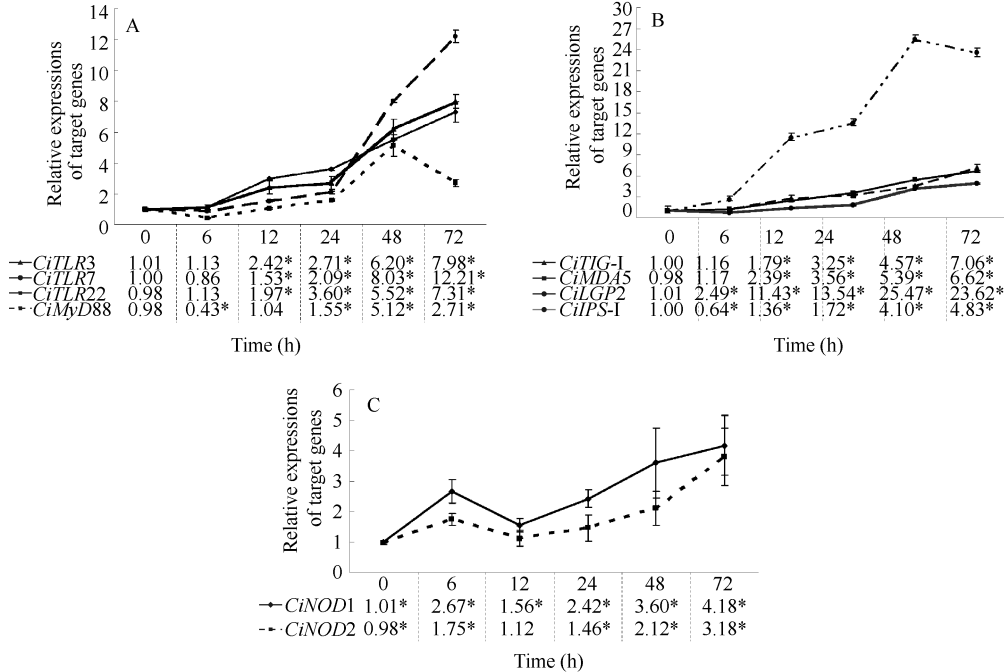 A
Relative expressions
of target genes
14
12
10
8
6
4
2
0
0 6 12 24 48 72
CiTLR3 1.01 1.13 2.42* 2.71* 6.20* 7.98*
CiTLR7 1.00 0.86 1.53* 2.09* 8.03* 12.21*
CiTLR22 0.98 1.13 1.97* 3.60* 5.52* 7.31*
CiMyD88 0.98 0.43* 1.04 1.55* 5.12* 2.71*
Time (h)
B
Relative expressions
of target genes
30
27
24
21
18
15
12
9
6
3
0
0 6 12 24 48 72
CiTIG-I 1.00 1.16 1.79* 3.25* 4.57* 7.06*
CiMDA5 0.98 1.17 2.39* 3.56* 5.39* 6.62*
CiLGP2 1.01 2.49* 11.43* 13.54* 25.47* 23.62*
CiIPS-I 1.00 0.64* 1.36* 1.72* 4.10* 4.83*
Time (h)
C
Relative expressions
of target genes
6
5
4
3
2
1
0
0 6 12 24 48 72
CiNOD1 1.01* 2.67* 1.56* 2.42* 3.60* 4.18*
CiNOD2 0.98* 1.75* 1.12 1.46* 2.12* 3.18*
Time (h)